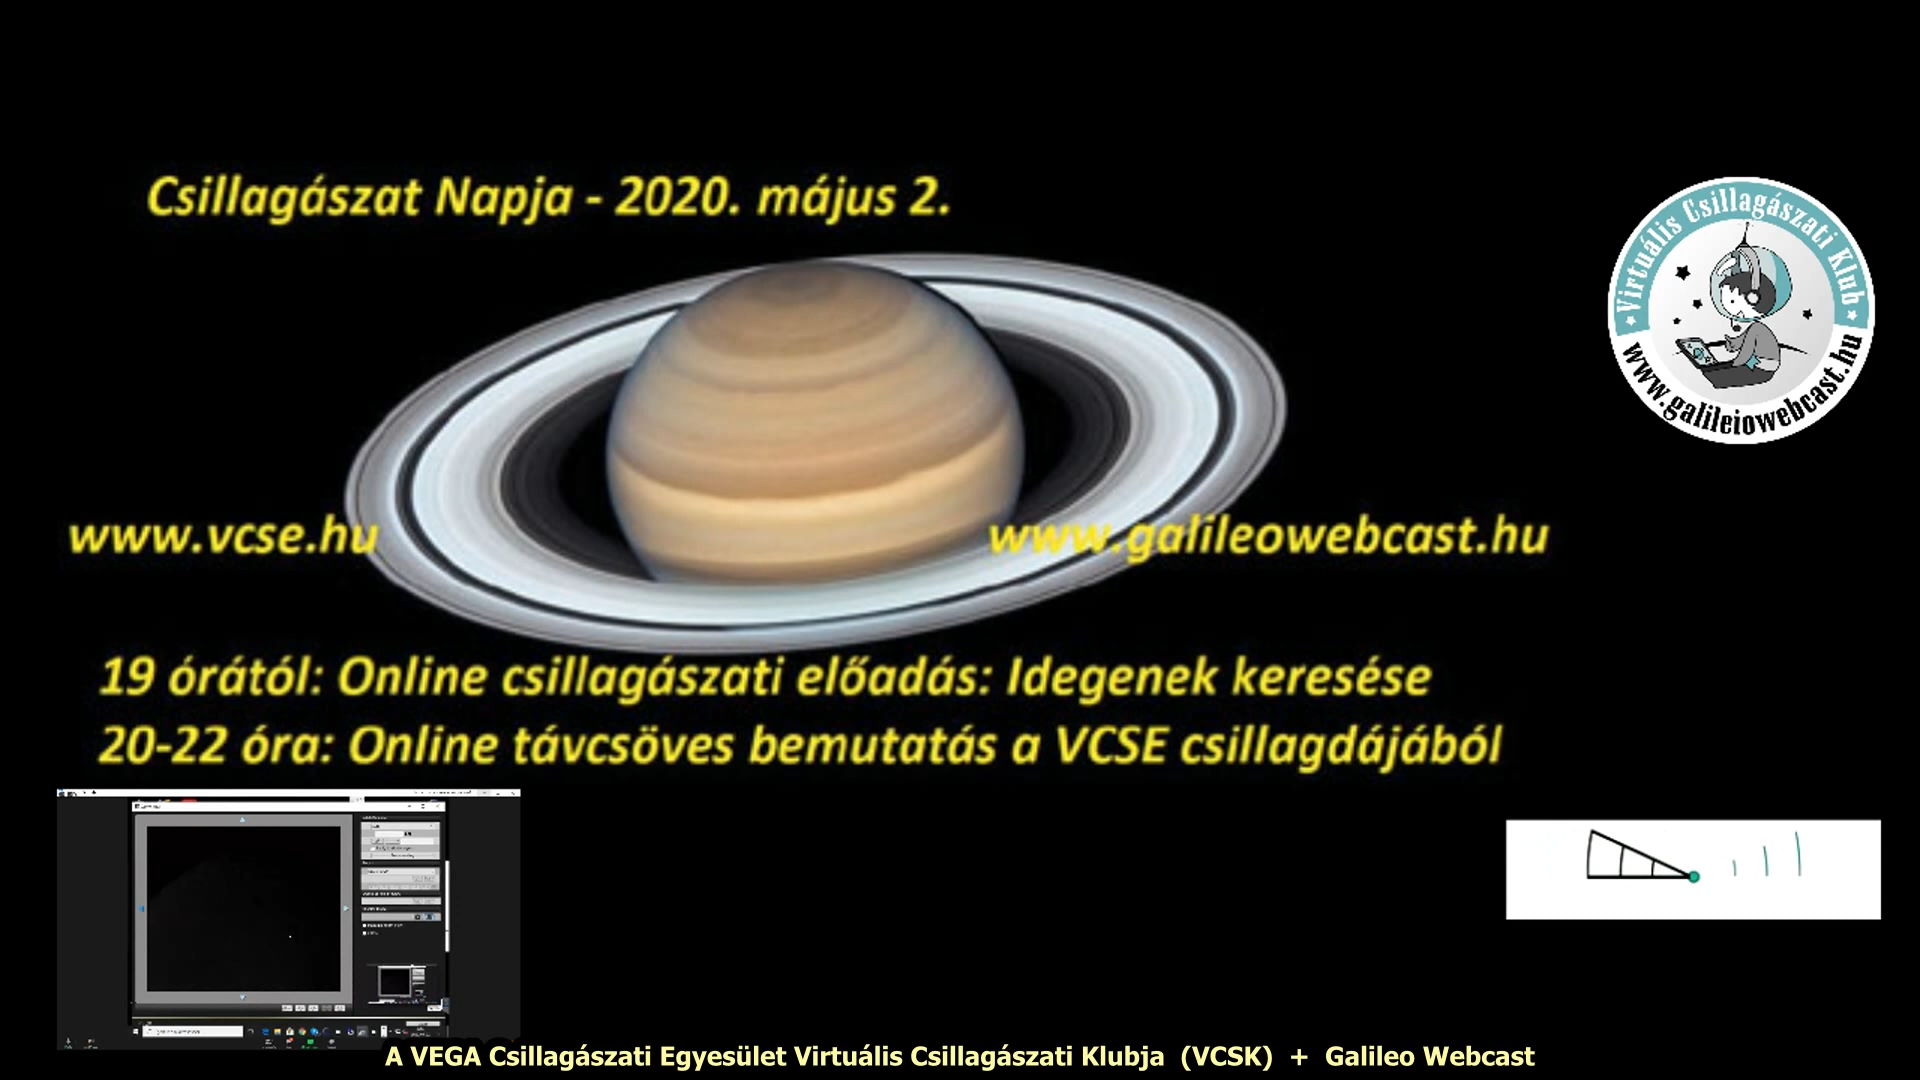 Csillagászat Napja - 2020. május 2.
Virtuális Csillagászati Klub
www.galileiowebcast.hu
www.vcse.hu
www.galileowebcast.hu
19 órától: Online csillagászati előadás: Idegenek keresése
20-22 óra: Online távcsöves bemutatás a VCSE csillagdájából
A VEGA Csillagászati Egyesület Virtuális Csillagászati Klubja (VCSK) + Galileo Webcast